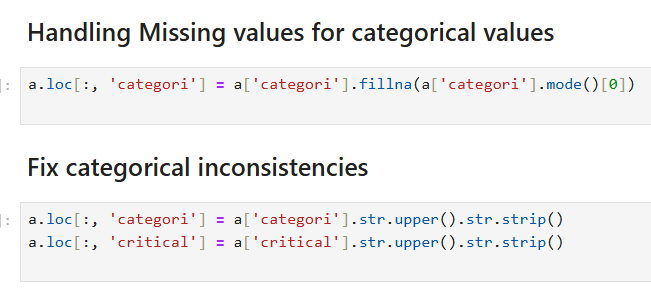 Handling Missing values for categorical values
]:
a.loc[:, 'categori'] = a['categori'].fillna(a['categori'].mode()[0])
Fix categorical inconsistencies
]:
a.loc[:, 'categori'] = a['categori'].str.upper().str.strip()
a.loc[:, 'critical'] = a['critical'].str.upper().str.strip()